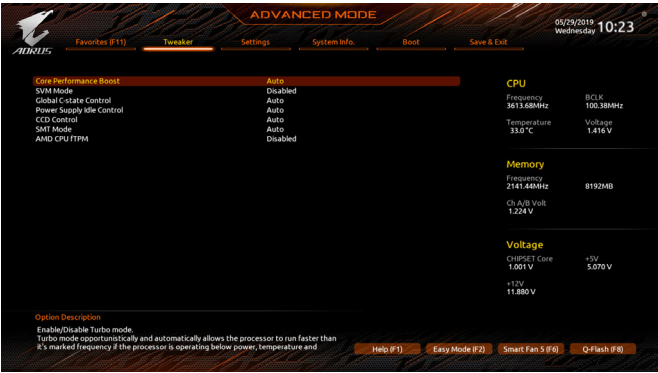 ADVANCED MODE
05/29/2019 Wednesday 10:23
AORUS
Favorites (F11) Tweaker Settings System Info. Boot Save & Exit
Core Performance Boost Auto
SVM Mode Disabled
Global C-state Control Auto
Power Supply Idle Control Auto
CCD Control Auto
SMT Mode Auto
AMD CPU fTPM Disabled
CPU
Frequency BCLK
3613.68MHz 100.38MHz
Temperature Voltage
33.0 °C 1.416 V
Memory
Frequency
2141.44MHz 8192MB
Ch A/B Volt
1.224 V
Voltage
CHIPSET Core +5V
1.001 V 5.070 V
+12V
11.880 V
Option Description
Enable/Disable Turbo mode.
Turbo mode opportunistically and automatically allows the processor to run faster than
it's marked frequency if the processor is operating below power, temperature and
Help (F1) Easy Mode (F2) Smart Fan 5 (F6) Q-Flash (F8)